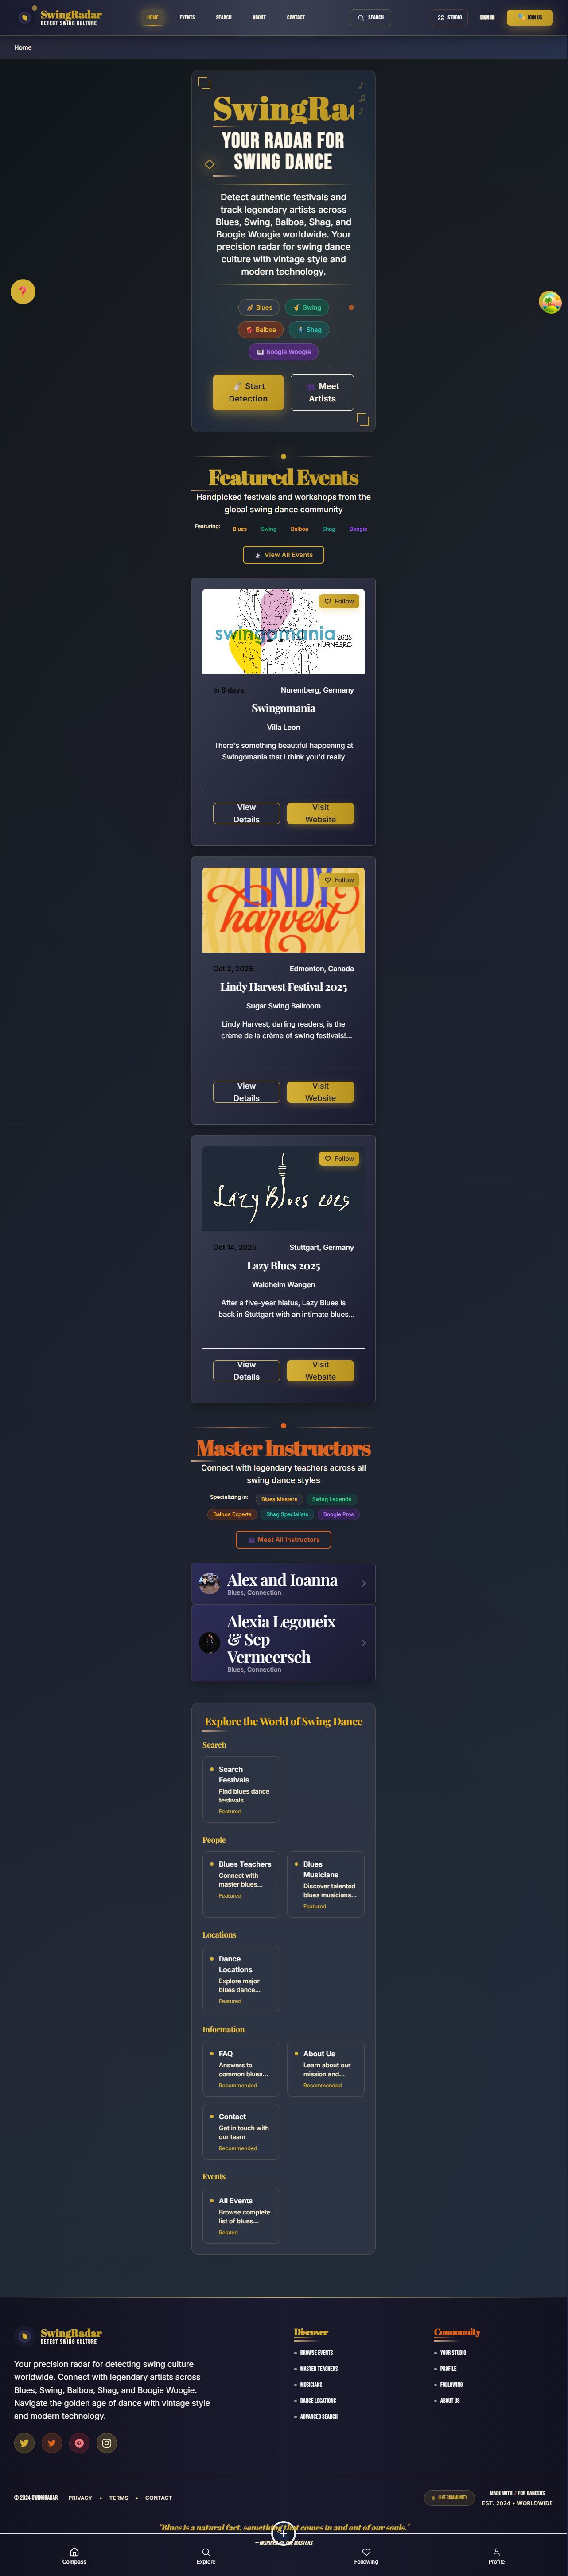 SwingRadar
DETECT SWING CULTURE
HOME
EVENTS
SEARCH
ABOUT
CONTACT
SEARCH
STUDIO
SIGN IN
JOIN US
Home
SwingRa
YOUR RADAR FOR
SWING DANCE
Detect authentic festivals and
track legendary artists across
Blues, Swing, Balboa, Shag, and
Boogie Woogie worldwide. Your
precision radar for swing dance
culture with vintage style and
modern technology.
Blues
Swing
Balboa
Shag
Boogie Woogie
Start
Detection
Meet
Artists
Featured Events
Handpicked festivals and workshops from the
global swing dance community
Featuring:
Blues
Swing
Balboa
Shag
Boogie
View All Events
Follow
swingomania
2025
NÜRNBERG
In 6 days
Nuremberg, Germany
Swingomania
Villa Leon
There's something beautiful happening at
Swingomania that I think you'd really...
View
Details
Visit
Website
Follow
LINDY
harvest
Oct 2, 2025
Edmonton, Canada
Lindy Harvest Festival 2025
Sugar Swing Ballroom
Lindy Harvest, darling readers, is the
crème de la crème of swing festivals!...
View
Details
Visit
Website
Follow
Lazy Blues 2025
Oct 14, 2025
Stuttgart, Germany
Lazy Blues 2025
Waldheim Wangen
After a five-year hiatus, Lazy Blues is
back in Stuttgart with an intimate blues...
View
Details
Visit
Website
Master Instructors
Connect with legendary teachers across all
swing dance styles
Specializing in:
Blues Masters
Swing Legends
Balboa Experts
Shag Specialists
Boogie Pros
Meet All Instructors
Alex and Ioanna
Blues, Connection
Alexia Legoueix
& Sep
Vermeersch
Blues, Connection
Explore the World of Swing Dance
Search
Search
Festivals
Find blues dance
festivals...
Featured
People
Blues Teachers
Connect with
master blues...
Featured
Blues
Musicians
Discover talented
blues musicians...
Featured
Locations
Dance
Locations
Explore major
blues dance...
Featured
Information
FAQ
Answers to
common blues...
Recommended
About Us
Learn about our
mission and...
Recommended
Contact
Get in touch with
our team
Recommended
Events
All Events
Browse complete
list of blues...
Related
SwingRadar
DETECT SWING CULTURE
Your precision radar for detecting swing culture
worldwide. Connect with legendary artists across
Blues, Swing, Balboa, Shag, and Boogie Woogie.
Navigate the golden age of dance with vintage style
and modern technology.
Discover
BROWSE EVENTS
MASTER TEACHERS
MUSICIANS
DANCE LOCATIONS
ADVANCED SEARCH
Community
YOUR STUDIO
PROFILE
FOLLOWING
ABOUT US
© 2024 SWINGRADAR
PRIVACY • TERMS • CONTACT
LIVE COMMUNITY
MADE WITH ♪ FOR DANCERS
EST. 2024 • WORLDWIDE
"Blues is a natural fact, something that comes in and out of our souls."
— INSPIRED BY THE MASTERS
Compass
Explore
Following
Profile